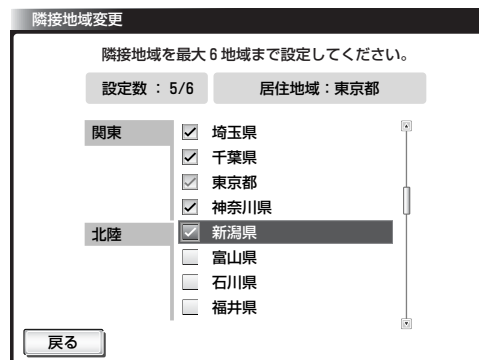 隣接地域変更
隣接地域を最大6地域まで設定してください。
設定数：5/6 居住地域：東京都
関東 埼玉県
千葉県
東京都
神奈川県
北陸 新潟県
富山県
石川県
福井県
戻る